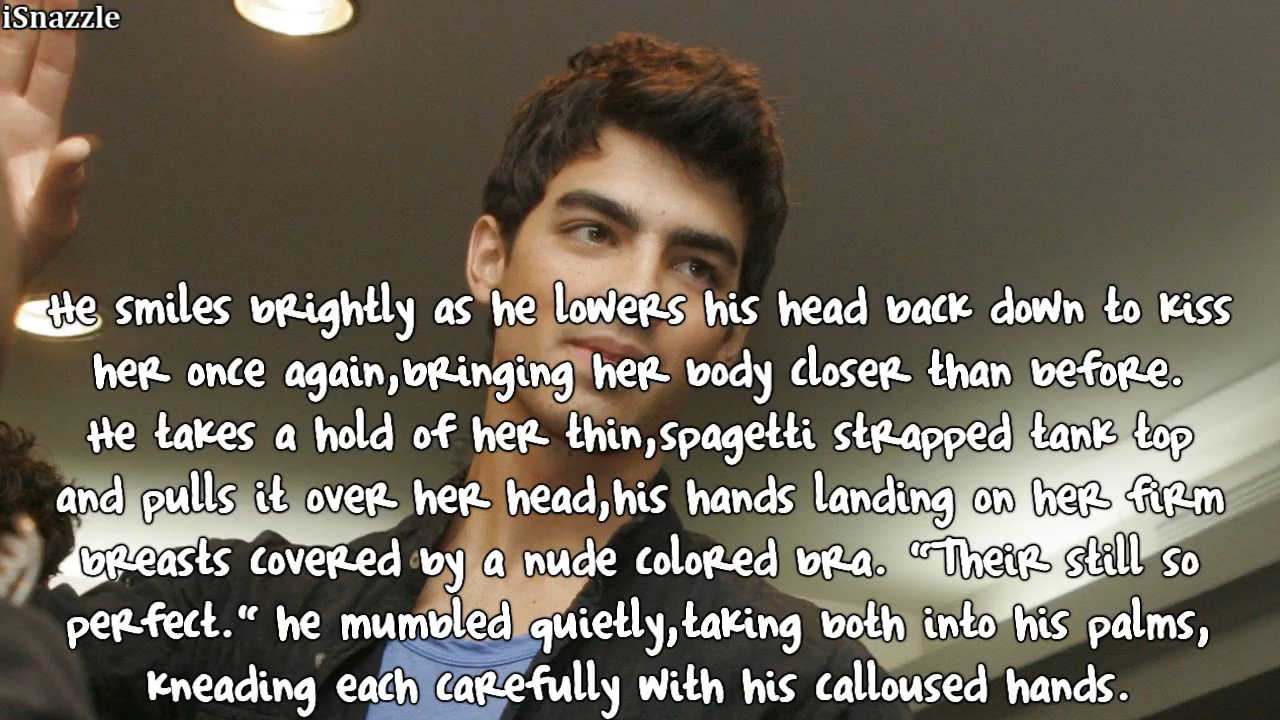 iSnazzle
He smiles brightly as he lowers his head back down to kiss
her once again,bringing her body closer than before.
He takes a hold of her thin,spagetti strapped tank top
and pulls it over her head,his hands landing on her firm
breasts covered by a nude colored bra. "Their still so
perfect." he mumbled quietly,taking both into his palms,
kneading each carefully with his calloused hands.